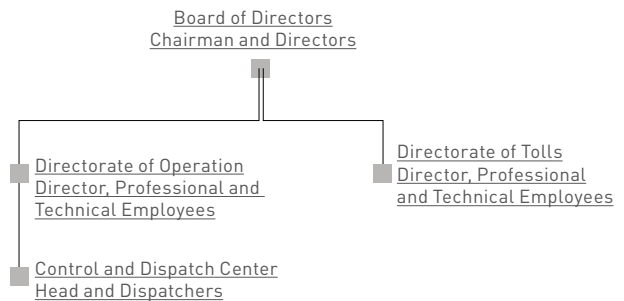 Board of Directors
Chairman and Directors
Directorate of Operation
Director, Professional and
Technical Employees
Directorate of Tolls
Director, Professional
and Technical Employees
Control and Dispatch Center
Head and Dispatchers